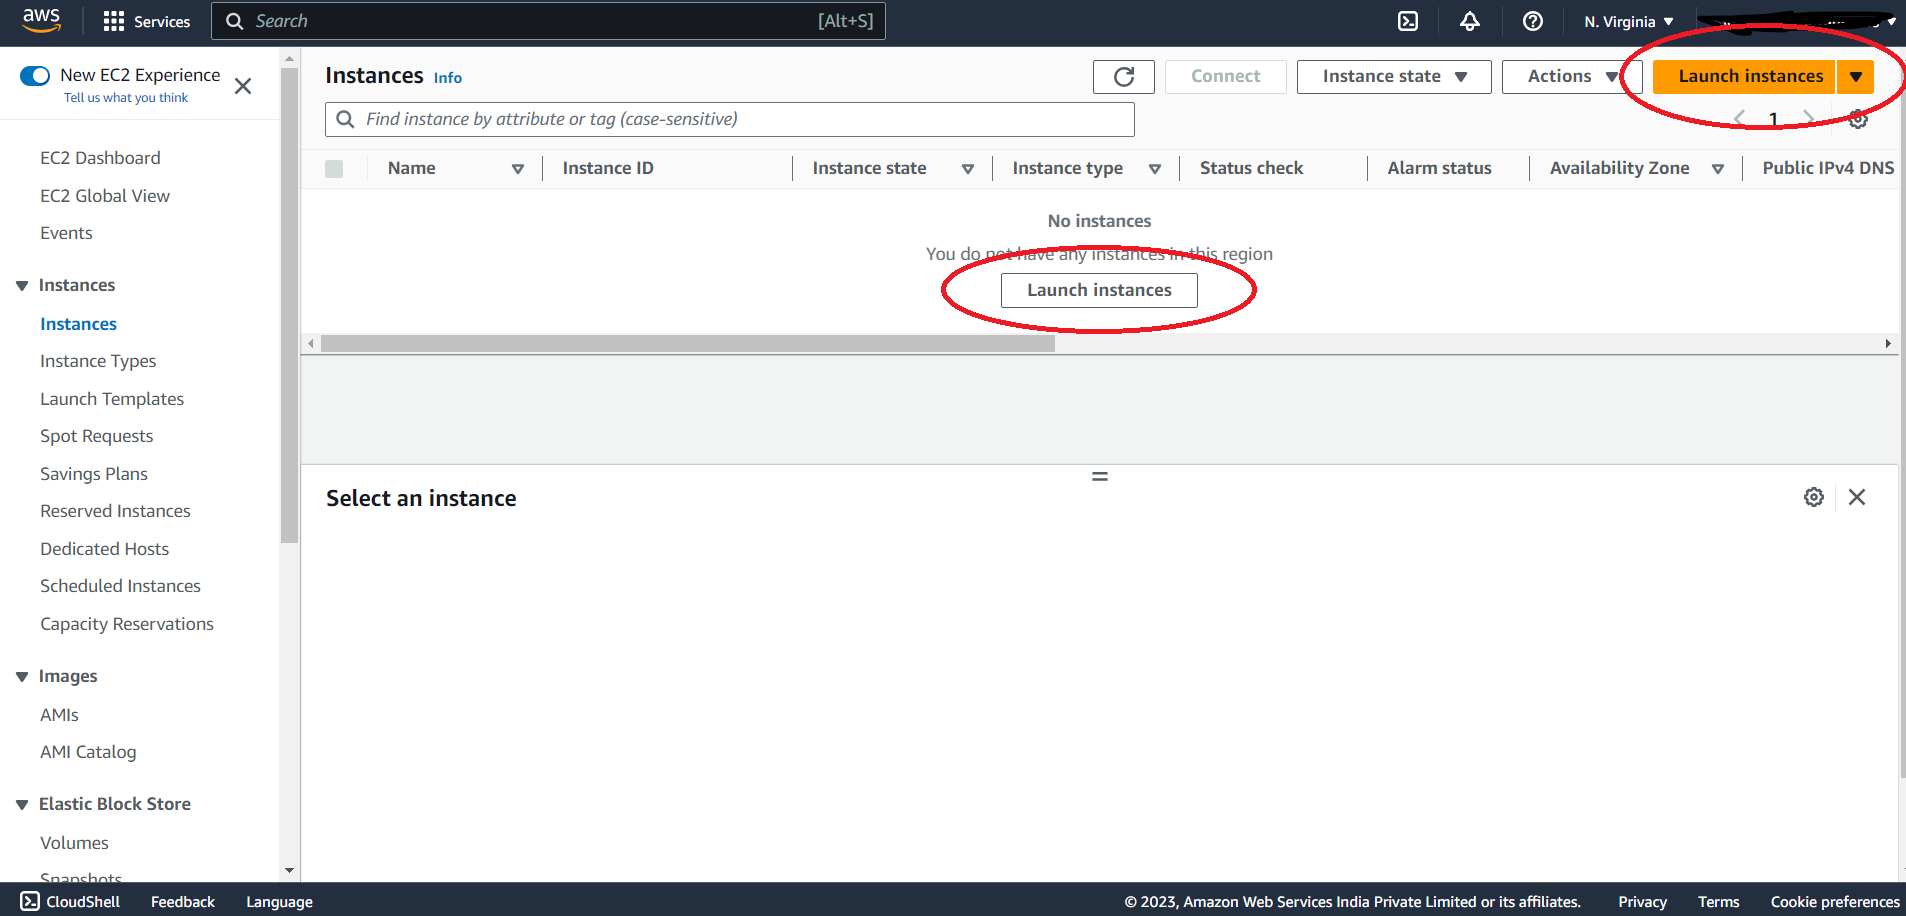 aws Services Search [Alt+S] N. Virginia
New EC2 Experience
Tell us what you think
EC2 Dashboard
EC2 Global View
Events
Instances
Instances
Instance Types
Launch Templates
Spot Requests
Savings Plans
Reserved Instances
Dedicated Hosts
Scheduled Instances
Capacity Reservations
Images
AMIs
AMI Catalog
Elastic Block Store
Volumes
Snapshots
Instances Info Connect Instance state Actions Launch instances
Find instance by attribute or tag (case-sensitive) 1
Name Instance ID Instance state Instance type Status check Alarm status Availability Zone Public IPv4 DNS
No instances
You do not have any instances in this region
Launch instances
Select an instance
CloudShell Feedback Language © 2023, Amazon Web Services India Private Limited or its affiliates. Privacy Terms Cookie preferences